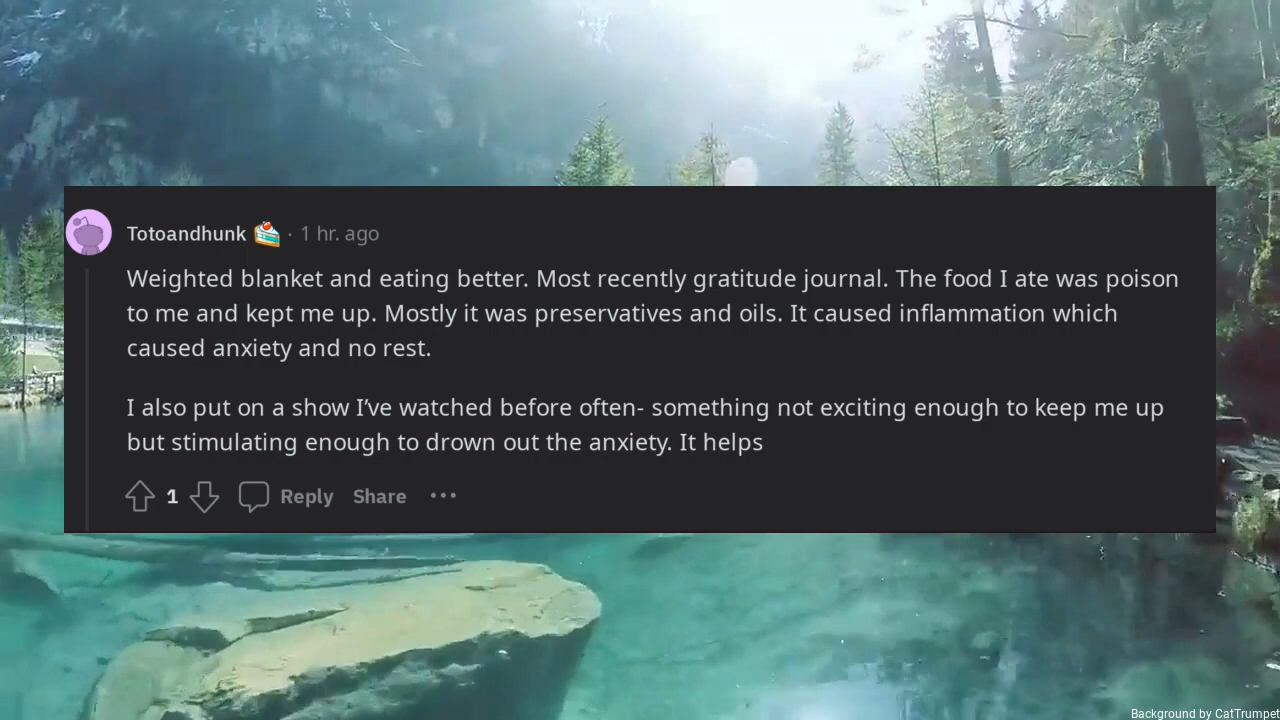 Totoandhunk · 1 hr. ago
Weighted blanket and eating better. Most recently gratitude journal. The food I ate was poison
to me and kept me up. Mostly it was preservatives and oils. It caused inflammation which
caused anxiety and no rest.
I also put on a show I’ve watched before often- something not exciting enough to keep me up
but stimulating enough to drown out the anxiety. It helps
1 Reply Share ···
Background by CatTrumpet